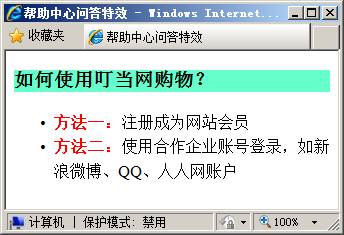 帮助中心问答特效 - Windows Internet...
收藏夹 帮助中心问答特效
如何使用叮当网购物？
• 方法一：注册成为网站会员
• 方法二：使用合作企业账号登录，如新
浪微博、QQ、人人网账户
计算机 | 保护模式: 禁用 100%